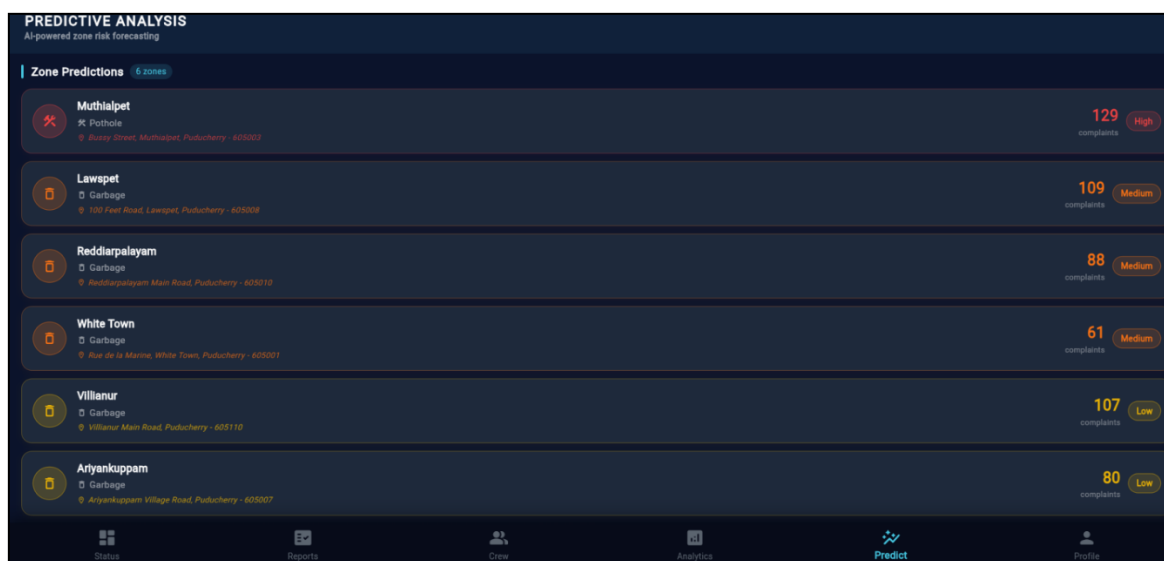 PREDICTIVE ANALYSIS
AI-powered zone risk forecasting
Zone Predictions 6 zones
Muthialpet
Pothole
Bussy Street, Muthialpet, Puducherry - 605003
129
complaints
High
Lawspet
Garbage
100 Feet Road, Lawspet, Puducherry - 605008
109
complaints
Medium
Reddiarpalayam
Garbage
Reddiarpalayam Main Road, Puducherry - 605010
88
complaints
Medium
White Town
Garbage
Rue de la Marine, White Town, Puducherry - 605001
61
complaints
Medium
Villianur
Garbage
Villianur Main Road, Puducherry - 605110
107
complaints
Low
Ariyankuppam
Garbage
Ariyankuppam Village Road, Puducherry - 605007
80
complaints
Low
Status
Reports
Crew
Analytics
Predict
Profile